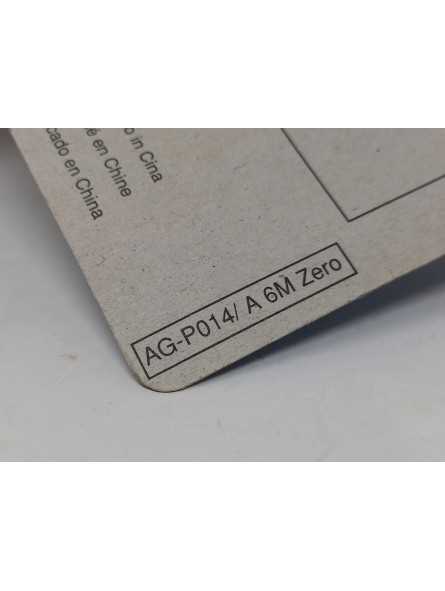 o in Cina
é en Chine
cado en China
AG-P014/ A 6M Zero